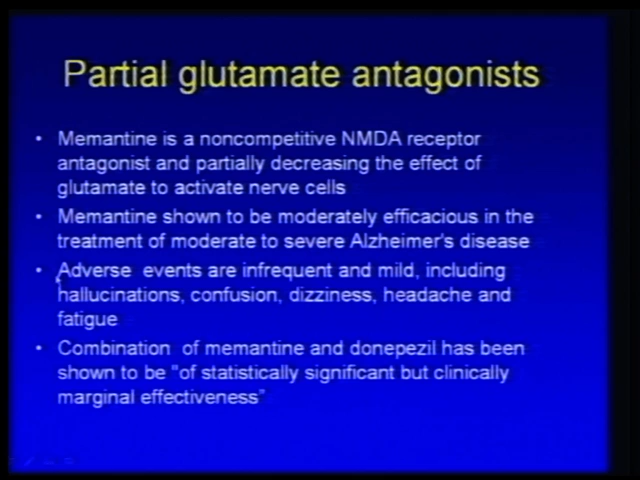 Partial glutamate antagonists
• Memantine is a noncompetitive NMDA receptor
antagonist and partially decreasing the effect of
glutamate to activate nerve cells
• Memantine shown to be moderately efficacious in the
treatment of moderate to severe Alzheimer's disease
• Adverse events are infrequent and mild, including
hallucinations, confusion, dizziness, headache and
fatigue
• Combination of memantine and donepezil has been
shown to be "of statistically significant but clinically
marginal effectiveness"